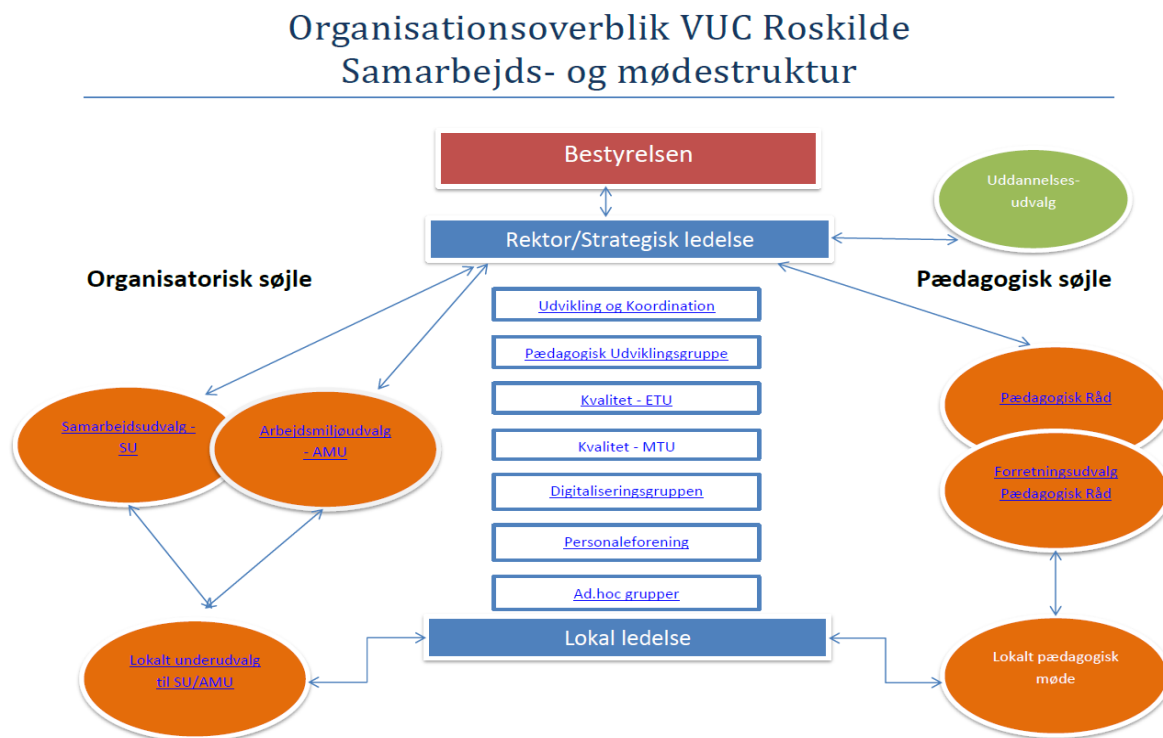 Organisationsoverblik VUC Roskilde
Samarbejds- og mødestruktur
Bestyrelsen
Uddannelses-
udvalg
Rektor/Strategisk ledelse
Organisatorisk søjle
Pædagogisk søjle
Udvikling og Koordination
Pædagogisk Udviklingsgruppe
Kvalitet - ETU
Kvalitet - MTU
Digitaliseringsgruppen
Personaleforening
Ad.hoc grupper
Samarbejdsudvalg -
SU
Arbejdsmiljøudvalg
- AMU
Pædagogisk Råd
Forretningsudvalg
Pædagogisk Råd
Lokal ledelse
Lokalt underudvalg
til SU/AMU
Lokalt pædagogisk
møde